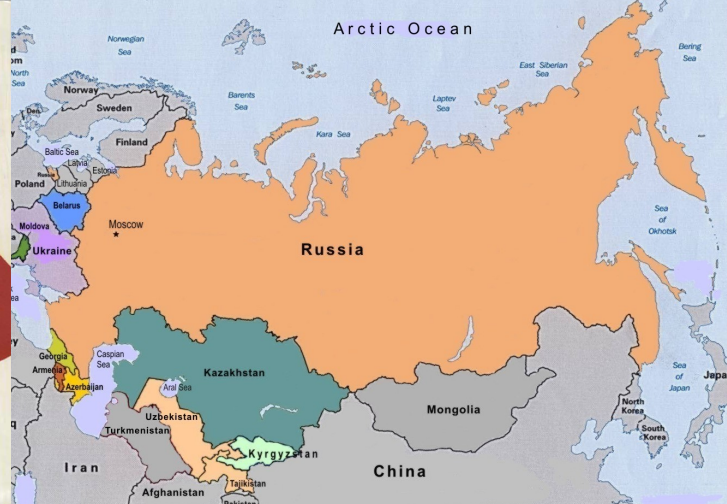 Arctic Ocean
Norwegian
Sea
Barents
Sea
Kara Sea
Laptev
Sea
East Siberian
Sea
Bering
Sea
North
Sea
Norway
Sweden
Finland
Den.
Baltic Sea
Latvia
Estonia
Russia
Lithuania
Poland
Belarus
Moldova
Ukraine
Moscow
Russia
Sea
of
Okhotsk
Georgia
Armenia
Azerbaijan
Caspian
Sea
Aral Sea
Kazakhstan
Uzbekistan
Turkmenistan
Kyrgyzstan
Tajikistan
Mongolia
China
Iran
Afghanistan
North
Korea
South
Korea
Sea
of
Japan
Japa